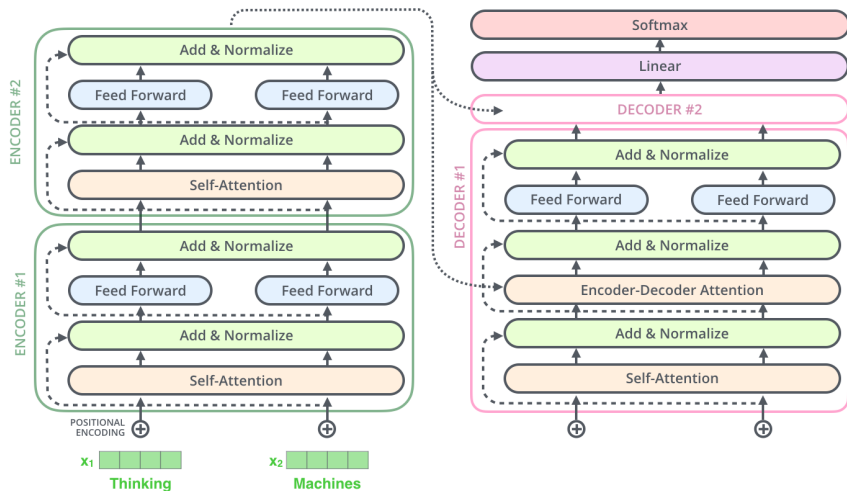 ENCODER #2
Add & Normalize
Feed Forward
Feed Forward
Add & Normalize
Self-Attention
ENCODER #1
Add & Normalize
Feed Forward
Feed Forward
Add & Normalize
Self-Attention
POSITIONAL
ENCODING
x1
x2
Thinking
Machines
Softmax
Linear
DECODER #2
DECODER #1
Add & Normalize
Feed Forward
Feed Forward
Add & Normalize
Encoder-Decoder Attention
Add & Normalize
Self-Attention